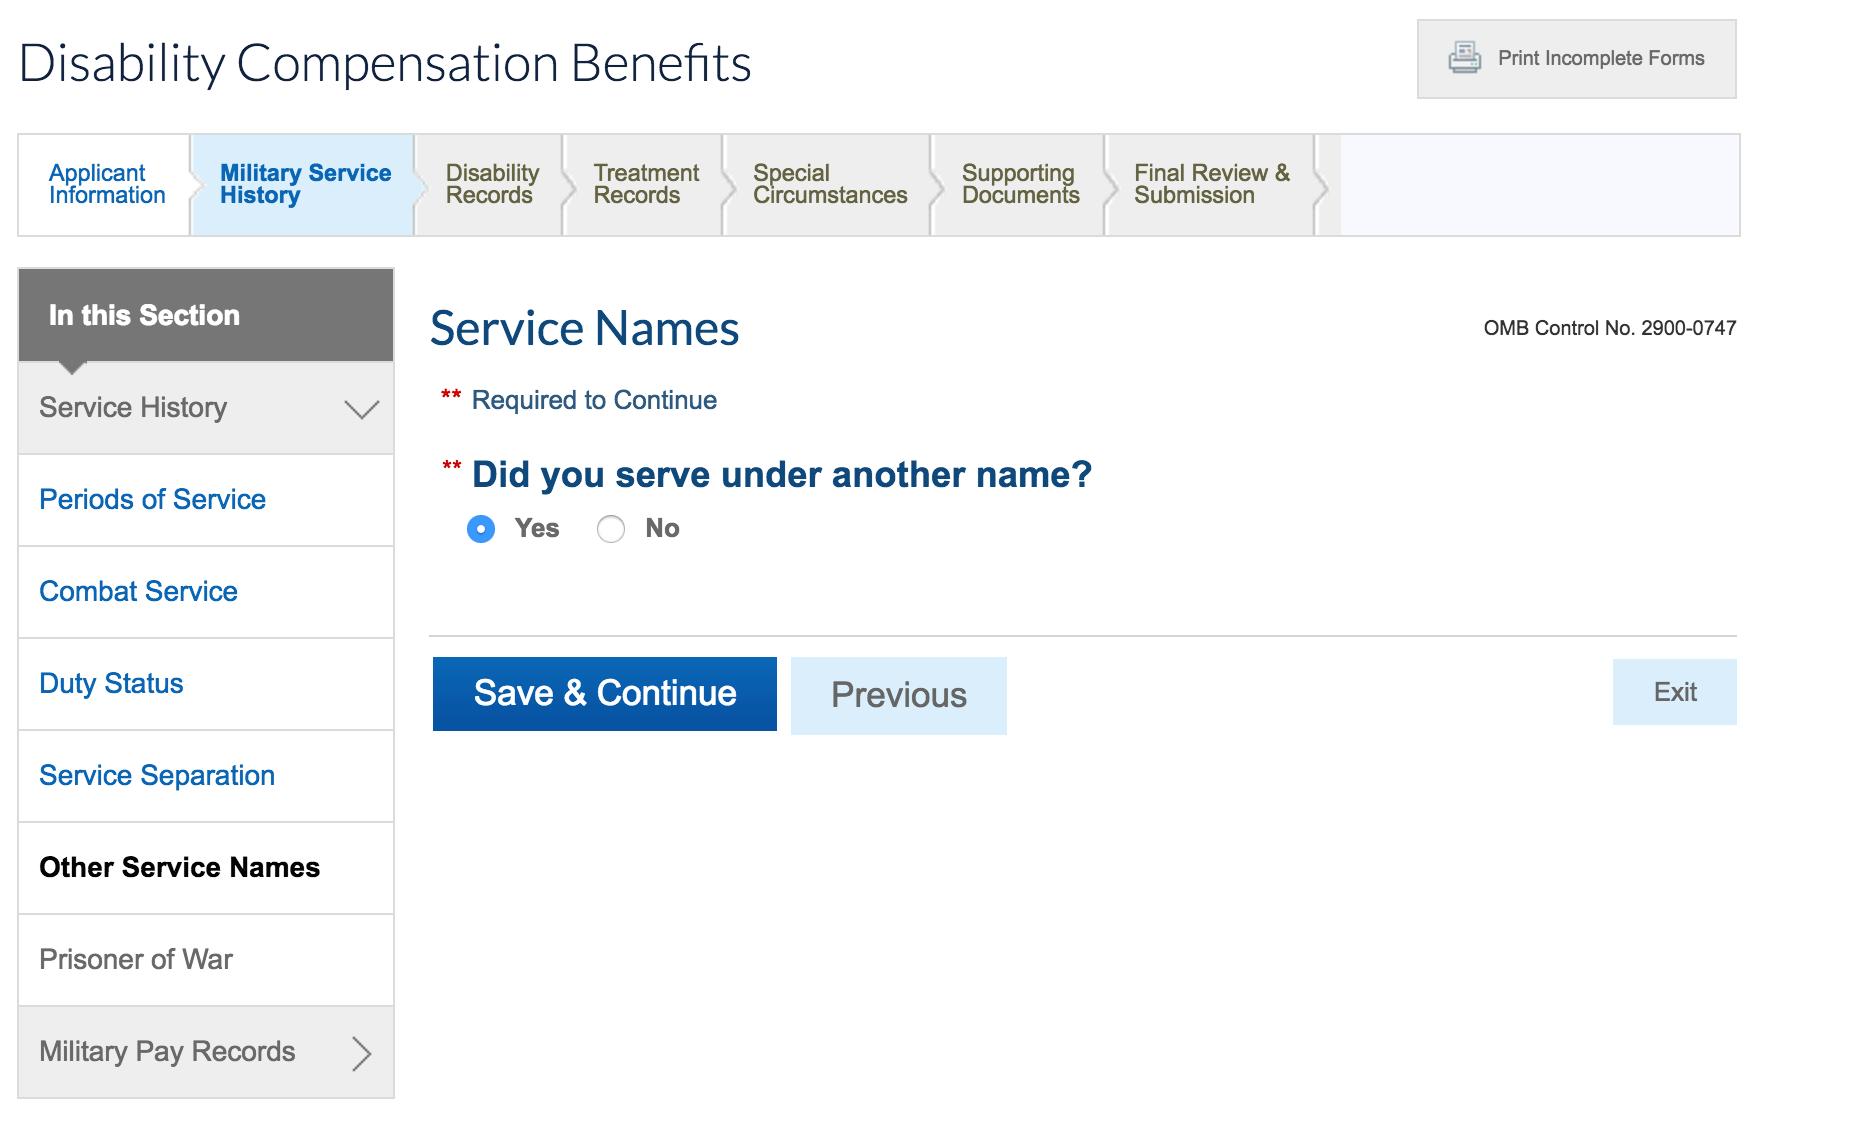 Disability Compensation Benefits
Print Incomplete Forms
Applicant
Information
Military Service
History
Disability
Records
Treatment
Records
Special
Circumstances
Supporting
Documents
Final Review &
Submission
In this Section
Service History
Periods of Service
Combat Service
Duty Status
Service Separation
Other Service Names
Prisoner of War
Military Pay Records
Service Names
OMB Control No. 2900-0747
** Required to Continue
** Did you serve under another name?
Yes No
Save & Continue
Previous
Exit